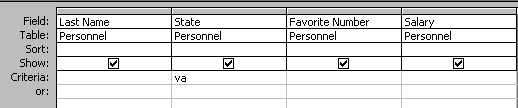 Field: Last Name State Favorite Number Salary
Table: Personnel Personnel Personnel Personnel
Sort:
Show:
Criteria: va
or: